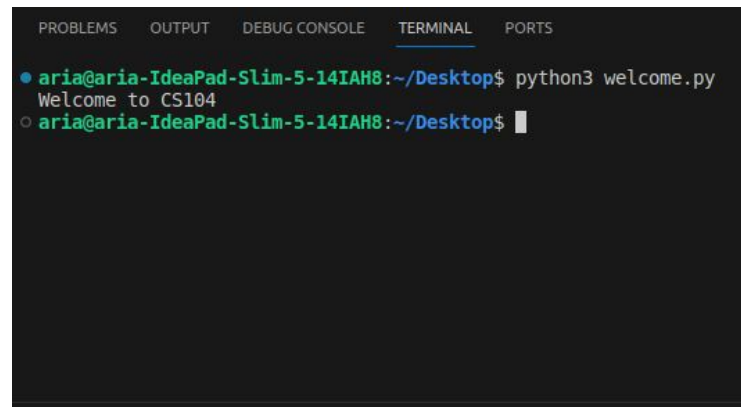 PROBLEMS OUTPUT DEBUG CONSOLE TERMINAL PORTS
aria@aria-IdeaPad-Slim-5-14IAH8:~/Desktop$ python3 welcome.py
Welcome to CS104
aria@aria-IdeaPad-Slim-5-14IAH8:~/Desktop$